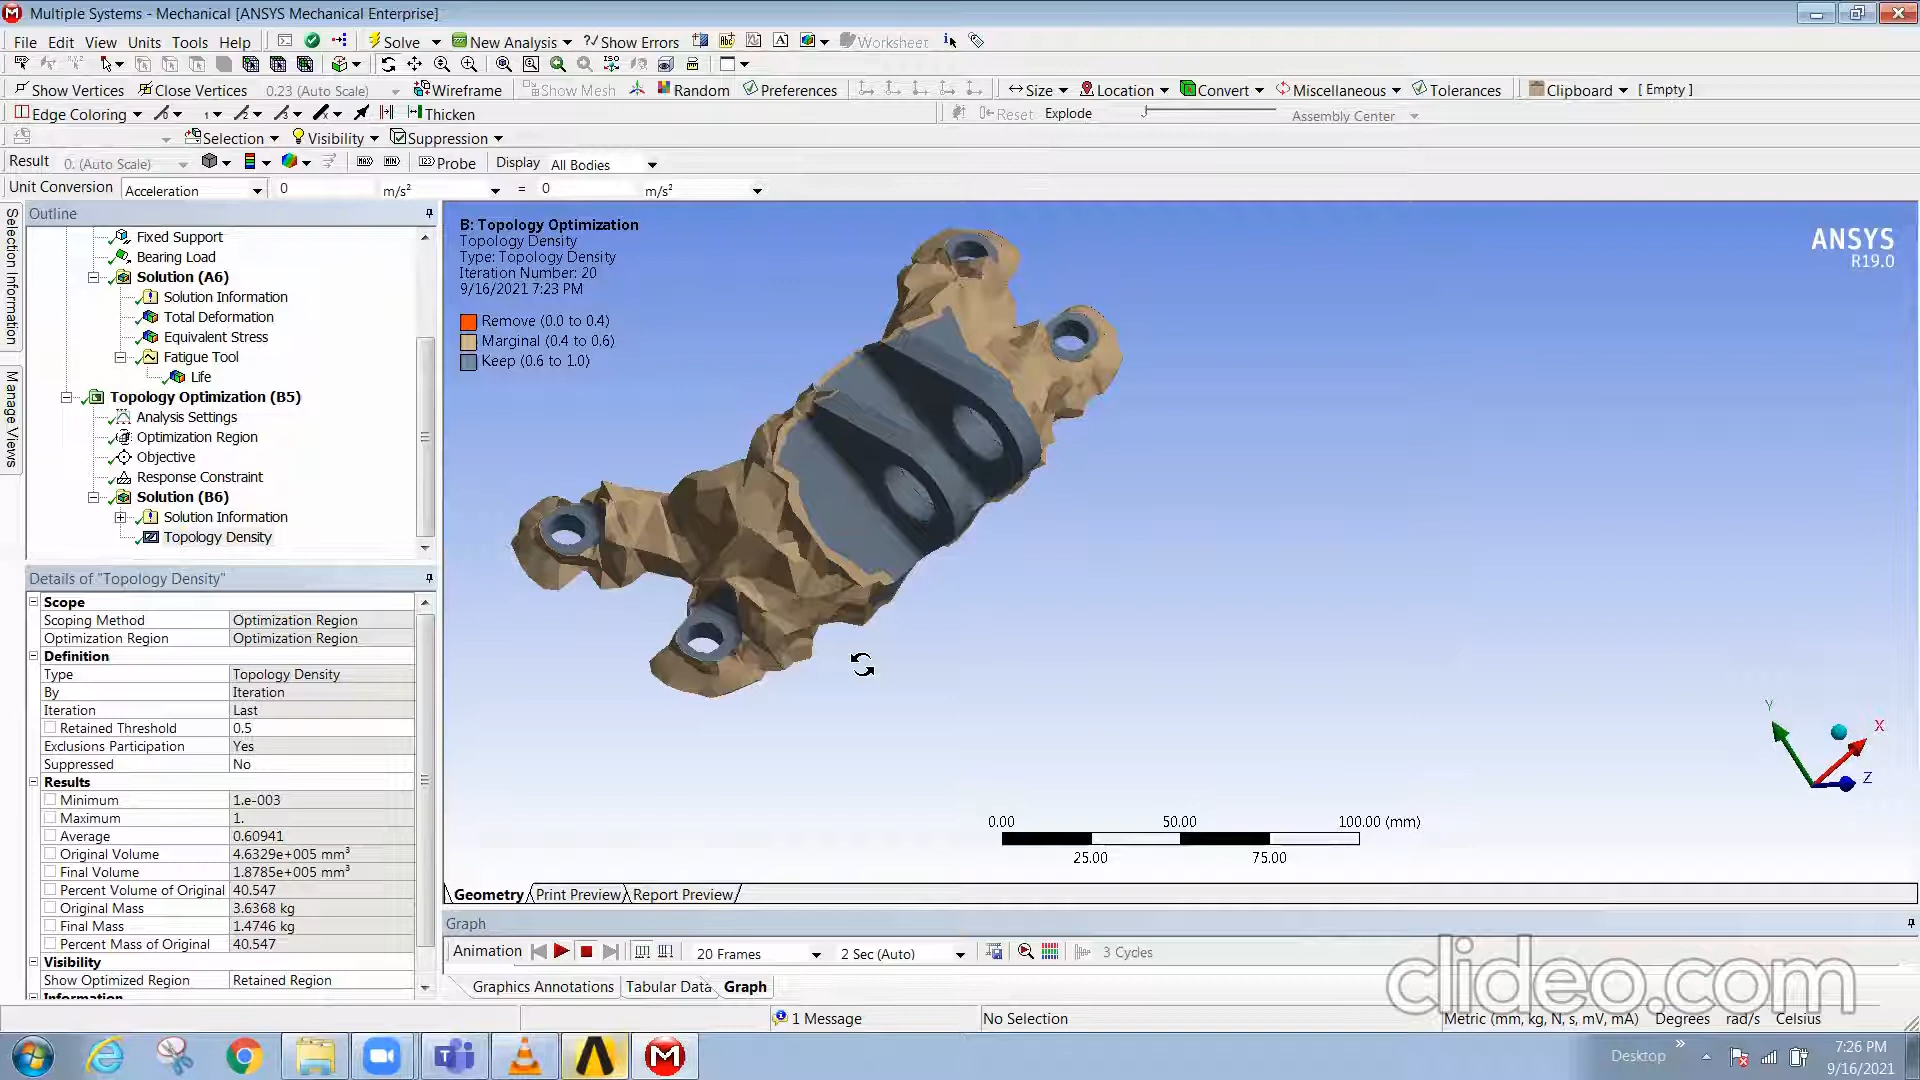 Multiple Systems - Mechanical [ANSYS Mechanical Enterprise]
File Edit View Units Tools Help Solve New Analysis ?/ Show Errors Worksheet
Show Vertices Close Vertices 0.23 (Auto Scale) Wireframe Show Mesh Random Preferences Size Location Convert Miscellaneous Tolerances Clipboard [ Empty ]
Edge Coloring Thicken Reset Explode Assembly Center
Selection Visibility Suppression
Result 0. (Auto Scale) Probe Display All Bodies
Unit Conversion Acceleration 0 m/s² = 0 m/s²
Selection Information
Manage Views
Outline
Fixed Support
Bearing Load
Solution (A6)
Solution Information
Total Deformation
Equivalent Stress
Fatigue Tool
Life
Topology Optimization (B5)
Analysis Settings
Optimization Region
Objective
Response Constraint
Solution (B6)
Solution Information
Topology Density
Details of "Topology Density"
Scope
Scoping Method Optimization Region
Optimization Region Optimization Region
Definition
Type Topology Density
By Iteration
Iteration Last
Retained Threshold 0.5
Exclusions Participation Yes
Suppressed No
Results
Minimum 1.e-003
Maximum 1.
Average 0.60941
Original Volume 4.6329e+005 mm³
Final Volume 1.8785e+005 mm³
Percent Volume of Original 40.547
Original Mass 3.6368 kg
Final Mass 1.4746 kg
Percent Mass of Original 40.547
Visibility
Show Optimized Region Retained Region
Information
B: Topology Optimization
Topology Density
Type: Topology Density
Iteration Number: 20
9/16/2021 7:23 PM
Remove (0.0 to 0.4)
Marginal (0.4 to 0.6)
Keep (0.6 to 1.0)
ANSYS
R19.0
Y
X
Z
0.00 50.00 100.00 (mm)
25.00 75.00
Geometry Print Preview Report Preview
Graph
Animation 20 Frames 2 Sec (Auto) 3 Cycles
Graphics Annotations Tabular Data Graph
clideo.com
1 Message No Selection Metric (mm, kg, N, s, mV, mA) Degrees rad/s Celsius
Desktop
7:26 PM
9/16/2021